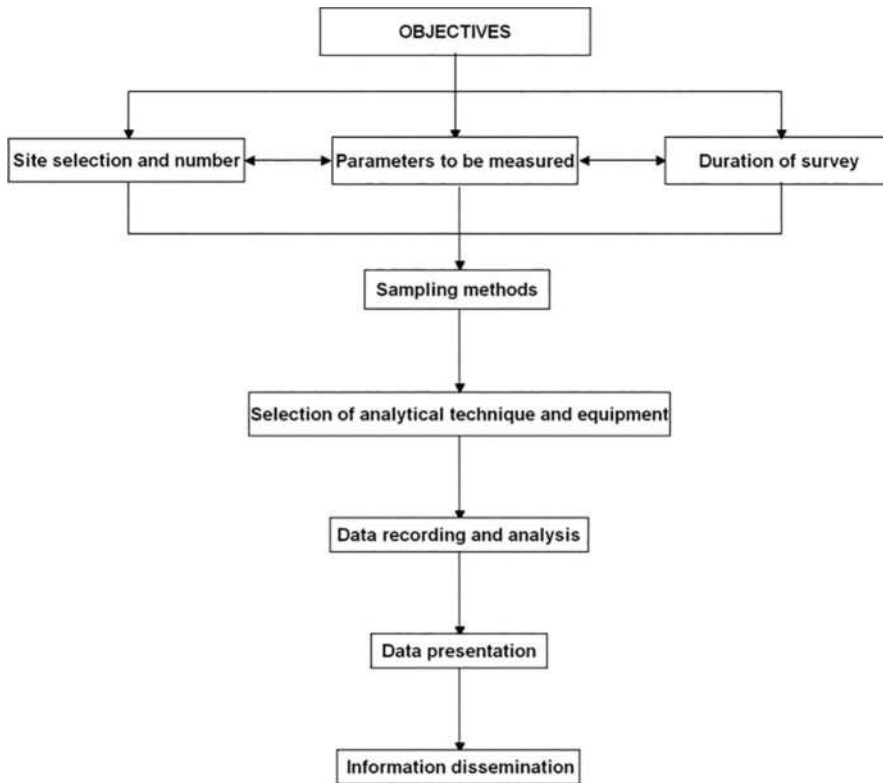 OBJECTIVES
Site selection and number
Parameters to be measured
Duration of survey
Sampling methods
Selection of analytical technique and equipment
Data recording and analysis
Data presentation
Information dissemination